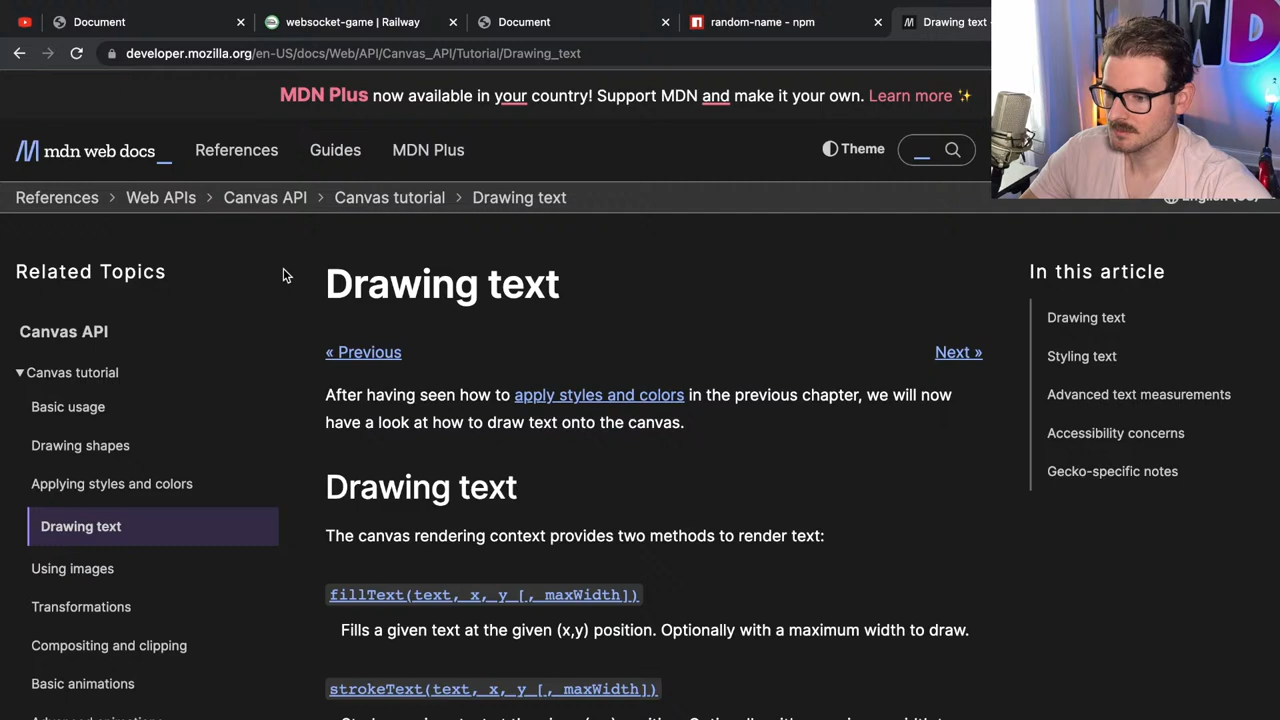 Document
websocket-game | Railway
Document
random-name - npm
Drawing text
developer.mozilla.org/en-US/docs/Web/API/Canvas_API/Tutorial/Drawing_text
MDN Plus now available in your country! Support MDN and make it your own. Learn more ✨
mdn web docs_
References
Guides
MDN Plus
Theme
References
Web APIs
Canvas API
Canvas tutorial
Drawing text
English (US)
Related Topics
Canvas API
Canvas tutorial
Basic usage
Drawing shapes
Applying styles and colors
Drawing text
Using images
Transformations
Compositing and clipping
Basic animations
Advanced animations
Drawing text
« Previous
Next »
After having seen how to apply styles and colors in the previous chapter, we will now
have a look at how to draw text onto the canvas.
Drawing text
The canvas rendering context provides two methods to render text:
fillText(text, x, y [, maxWidth])
Fills a given text at the given (x,y) position. Optionally with a maximum width to draw.
strokeText(text, x, y [, maxWidth])
In this article
Drawing text
Styling text
Advanced text measurements
Accessibility concerns
Gecko-specific notes